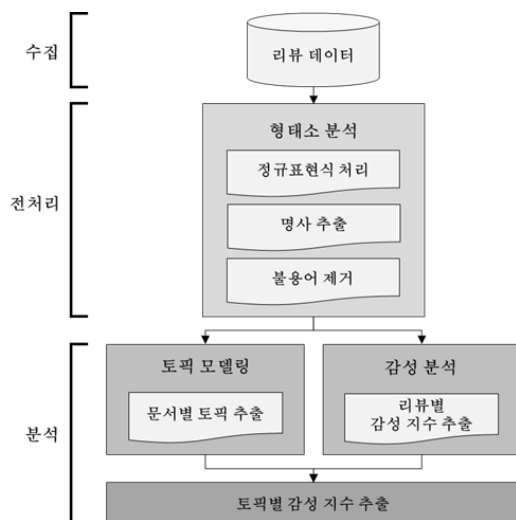 수집
리뷰 데이터
전처리
형태소 분석
정규표현식 처리
명사 추출
불용어 제거
분석
토픽 모델링
문서별 토픽 추출
감성 분석
리뷰별
감성 지수 추출
토픽별 감성 지수 추출